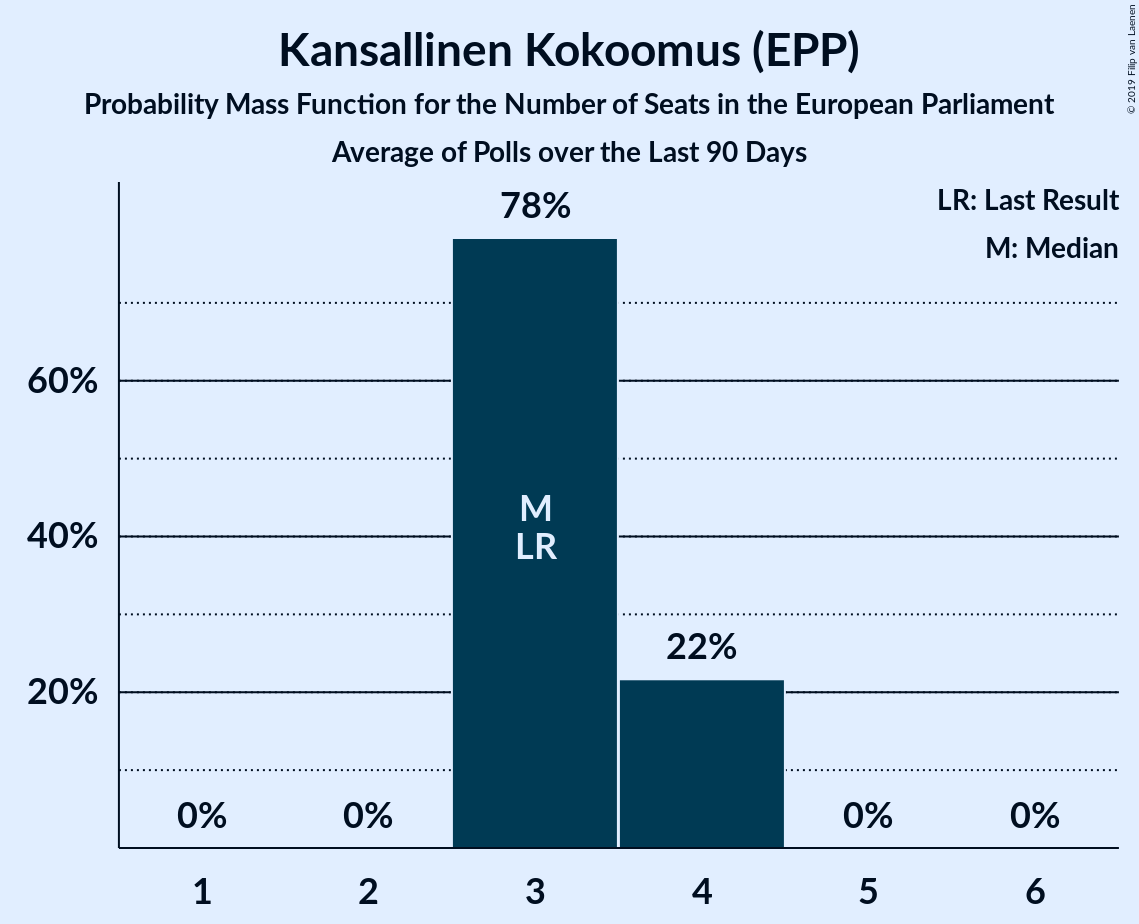 Kansallinen Kokoomus (EPP)
Probability Mass Function for the Number of Seats in the European Parliament
Average of Polls over the Last 90 Days
© 2019 Filip van Laenen
LR: Last Result
M: Median
78%
60%
M
40%
LR
22%
20%
0% 0% 0% 0%
1 2 3 4 5 6